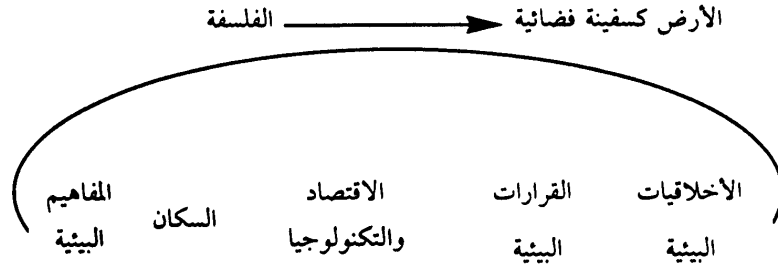 الأرض كسفينة فضائية
الفلسفة
الأخلاقيات
البيئية
القرارات
البيئية
الاقتصاد
والتكنولوجيا
السكان
المفاهيم
البيئية